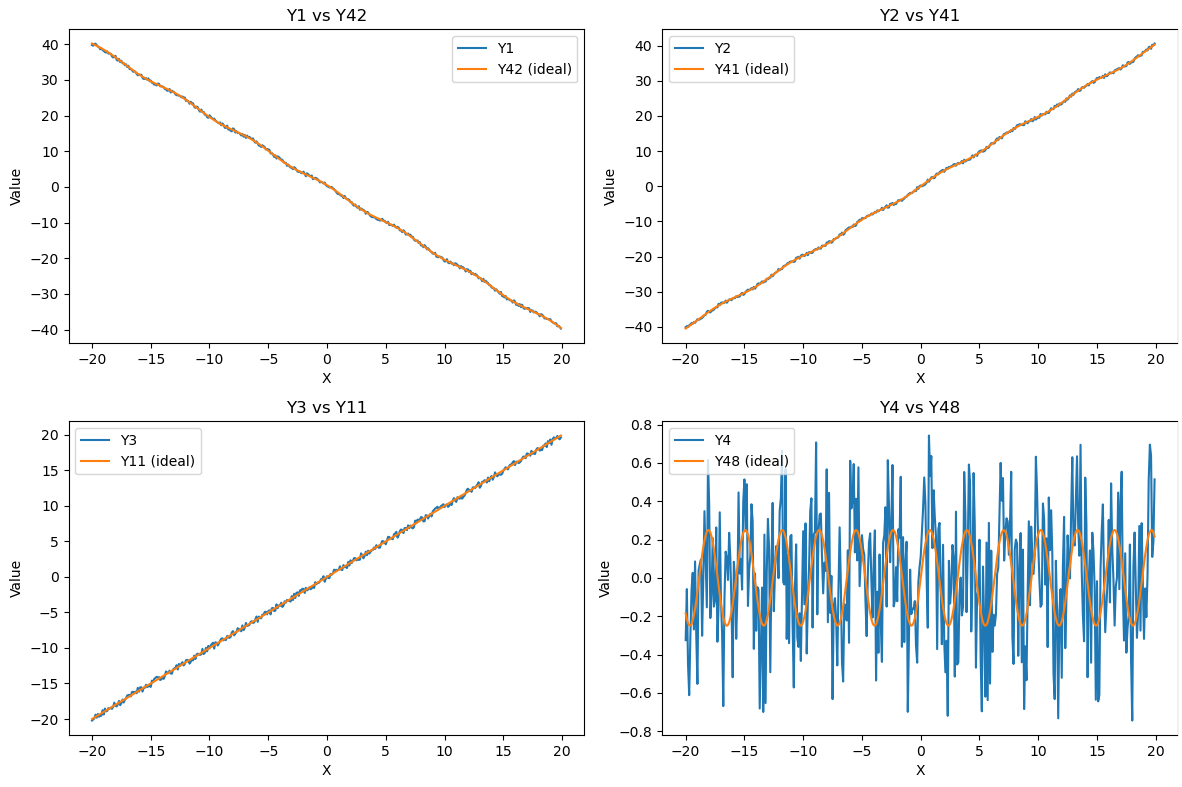 Y1 vs Y42
Y1
Y42 (ideal)
40
30
20
10
0
−10
−20
−30
−40
Value
−20 −15 −10 −5 0 5 10 15 20
X
Y2 vs Y41
Y2
Y41 (ideal)
40
30
20
10
0
−10
−20
−30
−40
Value
−20 −15 −10 −5 0 5 10 15 20
X
Y3 vs Y11
Y3
Y11 (ideal)
20
15
10
5
0
−5
−10
−15
−20
Value
−20 −15 −10 −5 0 5 10 15 20
X
Y4 vs Y48
Y4
Y48 (ideal)
0.8
0.6
0.4
0.2
0.0
−0.2
−0.4
−0.6
−0.8
Value
−20 −15 −10 −5 0 5 10 15 20
X